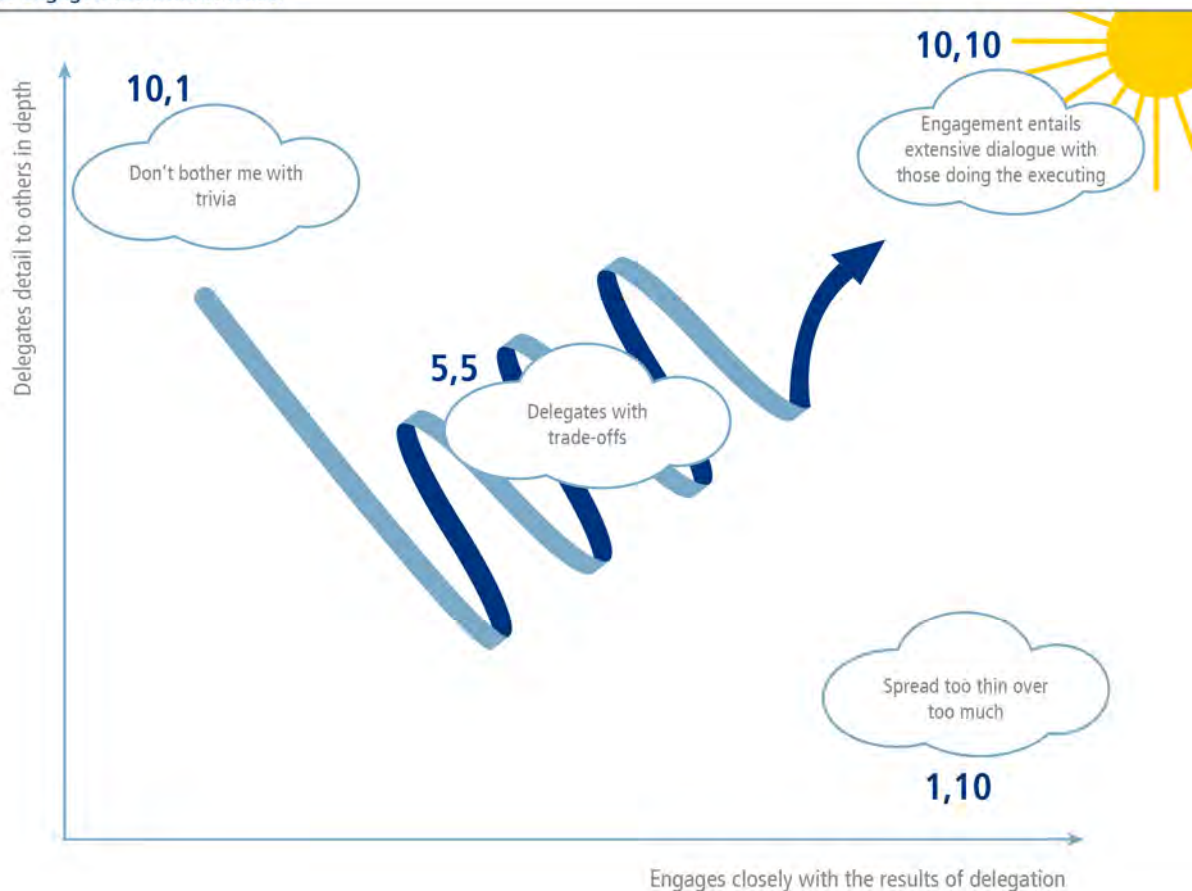 Delegates detail to others in depth
10,1
Don't bother me with
trivia
10,10
Engagement entails
extensive dialogue with
those doing the executing
5,5
Delegates with
trade-offs
Spread too thin over
too much
1,10
Engages closely with the results of delegation